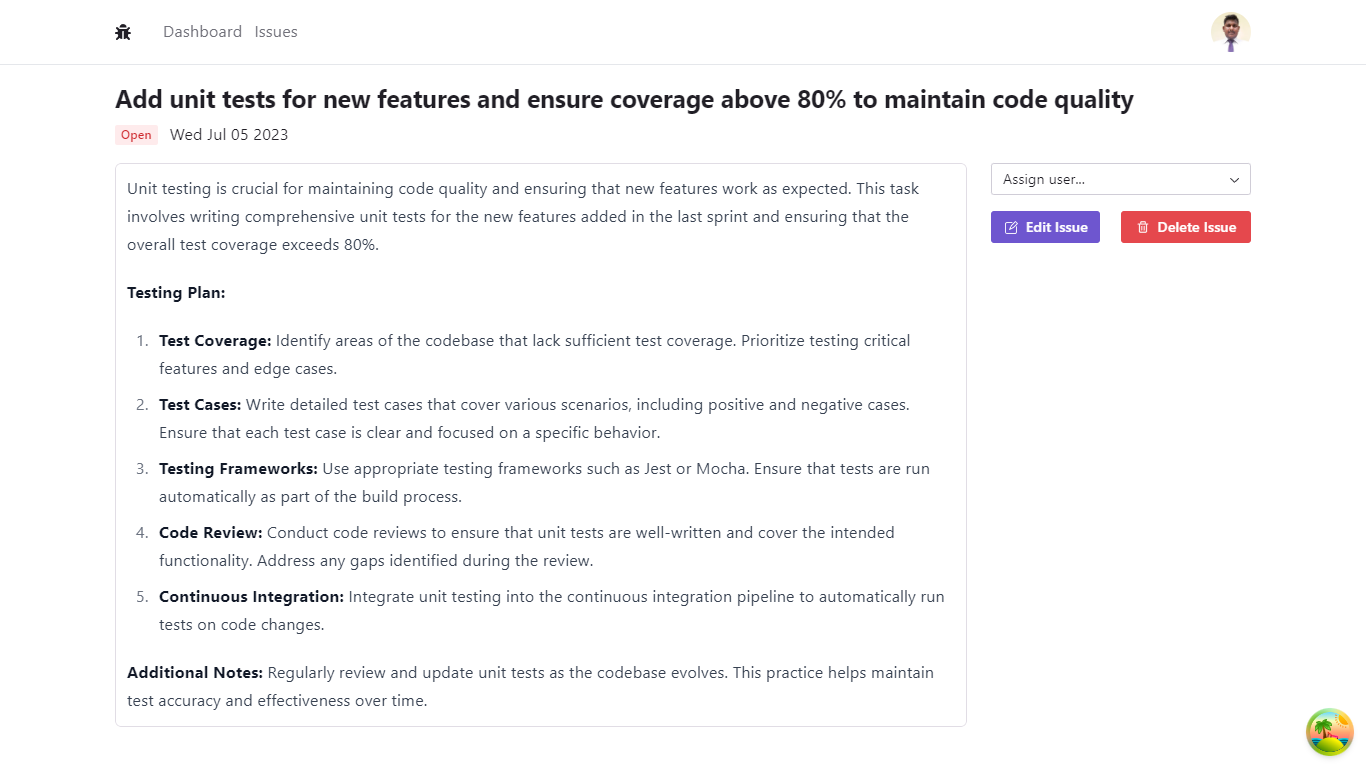 Dashboard Issues
Add unit tests for new features and ensure coverage above 80% to maintain code quality
Open Wed Jul 05 2023
Unit testing is crucial for maintaining code quality and ensuring that new features work as expected. This task
involves writing comprehensive unit tests for the new features added in the last sprint and ensuring that the
overall test coverage exceeds 80%.
Testing Plan:
1. Test Coverage: Identify areas of the codebase that lack sufficient test coverage. Prioritize testing critical
features and edge cases.
2. Test Cases: Write detailed test cases that cover various scenarios, including positive and negative cases.
Ensure that each test case is clear and focused on a specific behavior.
3. Testing Frameworks: Use appropriate testing frameworks such as Jest or Mocha. Ensure that tests are run
automatically as part of the build process.
4. Code Review: Conduct code reviews to ensure that unit tests are well-written and cover the intended
functionality. Address any gaps identified during the review.
5. Continuous Integration: Integrate unit testing into the continuous integration pipeline to automatically run
tests on code changes.
Additional Notes: Regularly review and update unit tests as the codebase evolves. This practice helps maintain
test accuracy and effectiveness over time.
Assign user...
Edit Issue Delete Issue